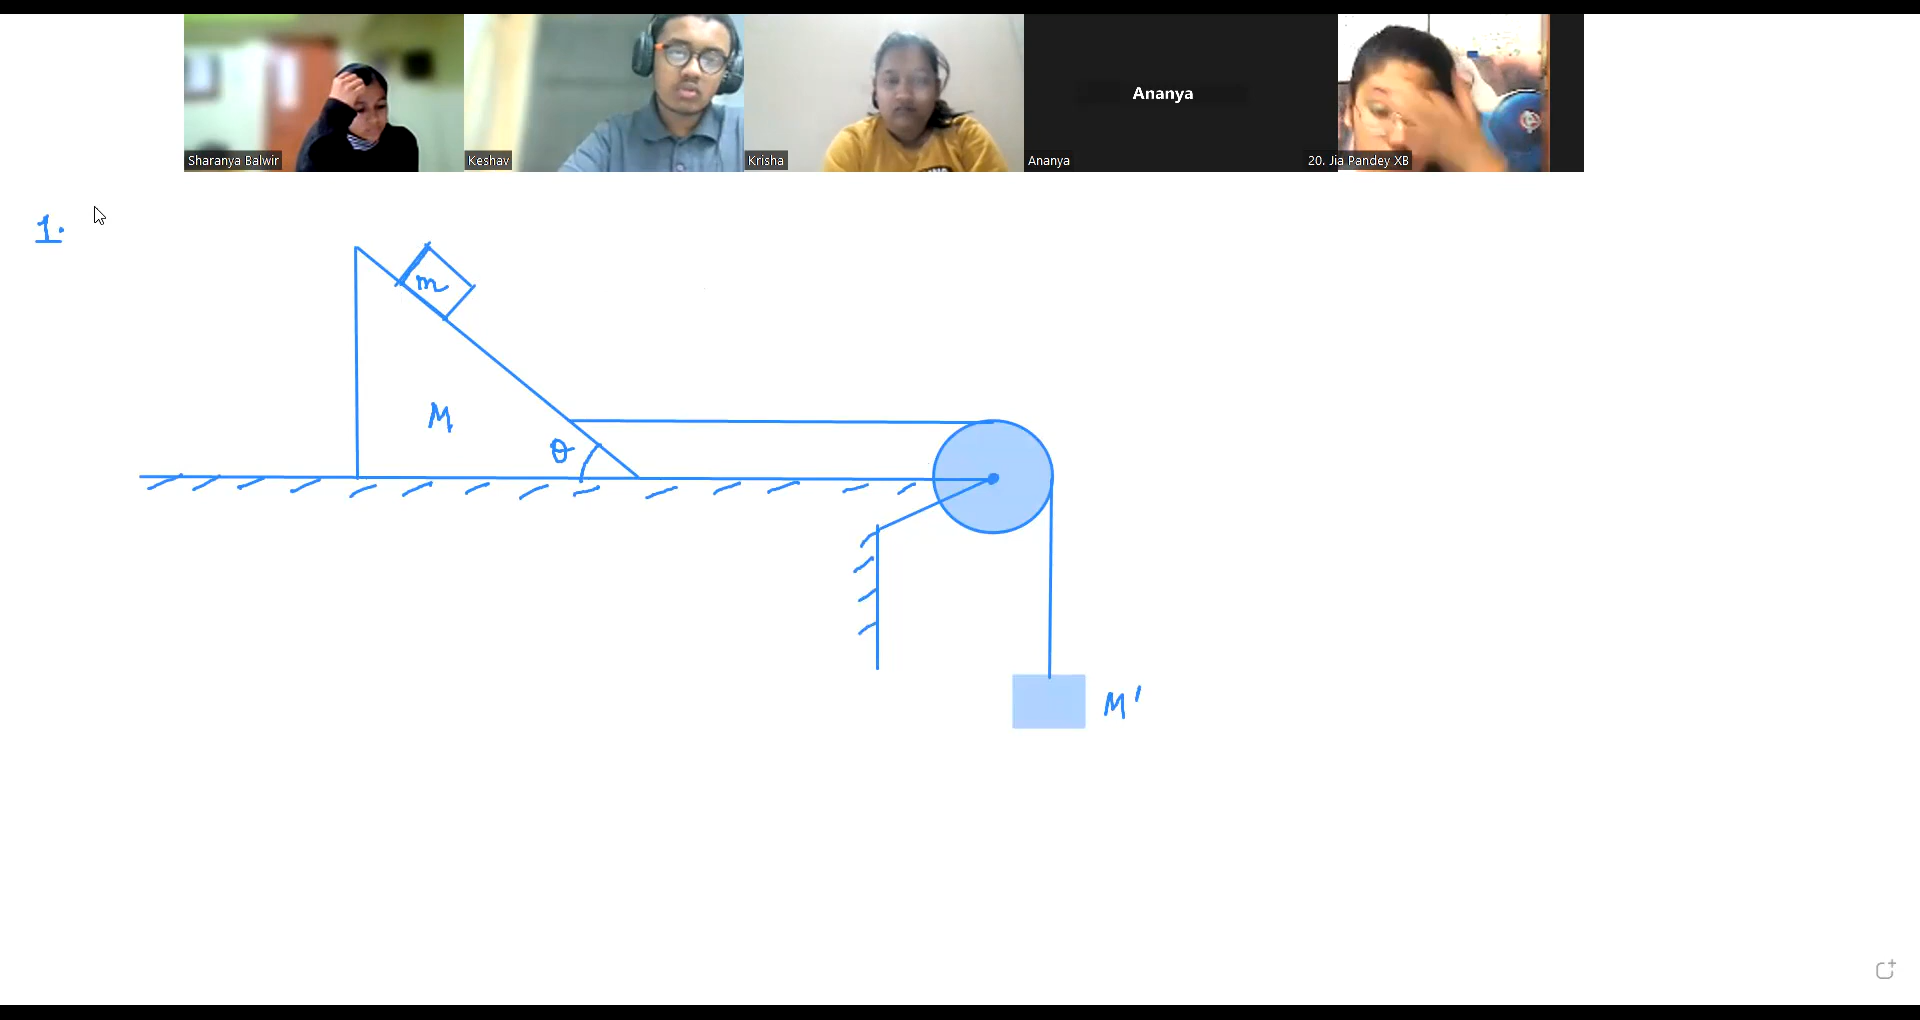 Ananya
Sharanya Balwir
Keshav
Krisha
Ananya
20. Jia Pandey XB
1.
m
M
θ
M'